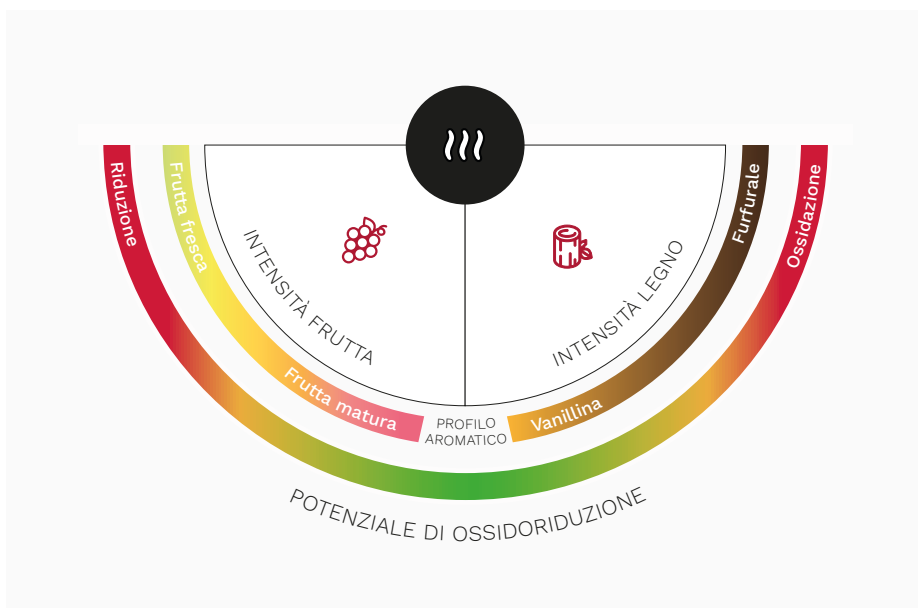 Riduzione
Frutta fresca
Frutta matura
INTENSITÀ FRUTTA
INTENSITÀ LEGNO
PROFILO
AROMATICO
Vanillina
Furfurale
Ossidazione
POTENZIALE DI OSSIDORIDUZIONE